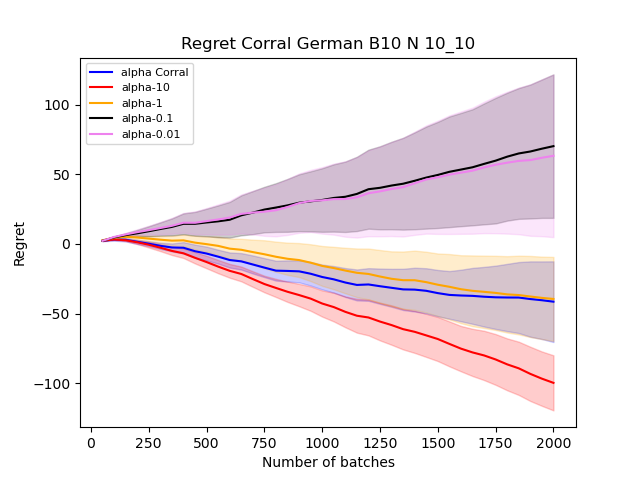 Regret Corral German B10 N 10_10
alpha Corral
alpha-10
alpha-1
alpha-0.1
alpha-0.01
Regret
100
50
0
−50
−100
0 250 500 750 1000 1250 1500 1750 2000
Number of batches